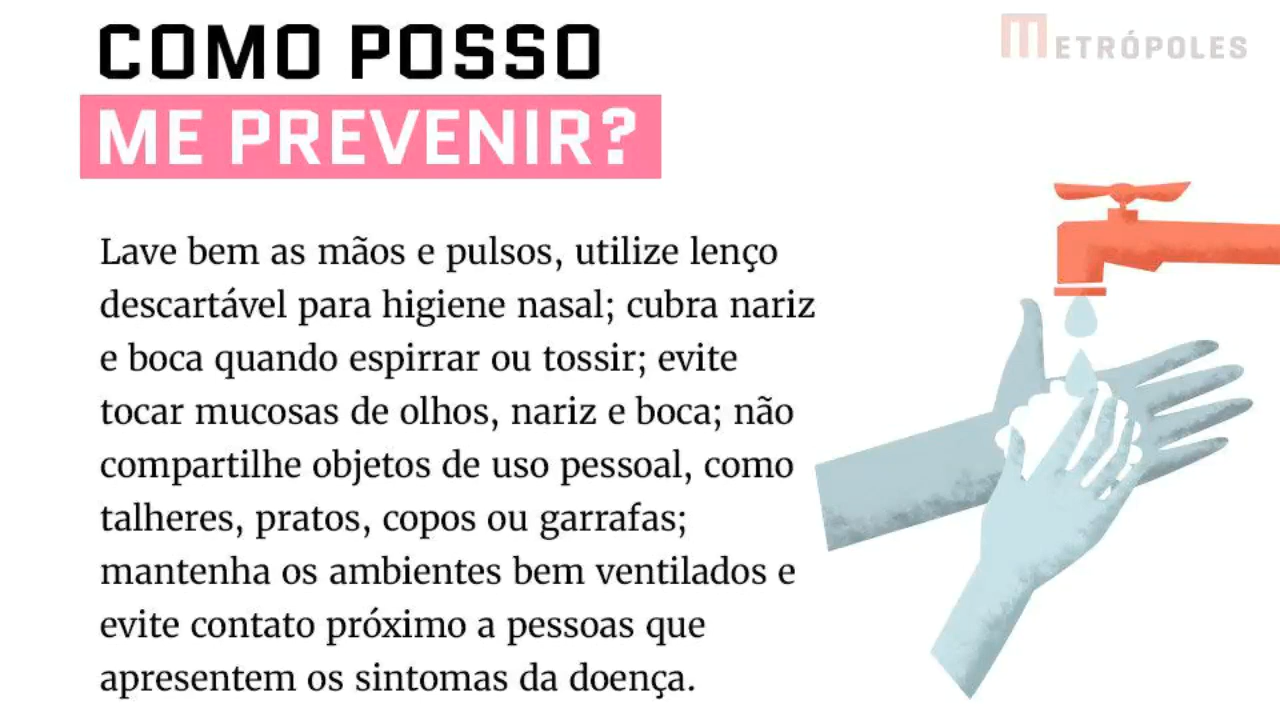 COMO POSSO
ME PREVENIR?
METRÓPOLES
Lave bem as mãos e pulsos, utilize lenço
descartável para higiene nasal; cubra nariz
e boca quando espirrar ou tossir; evite
tocar mucosas de olhos, nariz e boca; não
compartilhe objetos de uso pessoal, como
talheres, pratos, copos ou garrafas;
mantenha os ambientes bem ventilados e
evite contato próximo a pessoas que
apresentem os sintomas da doença.